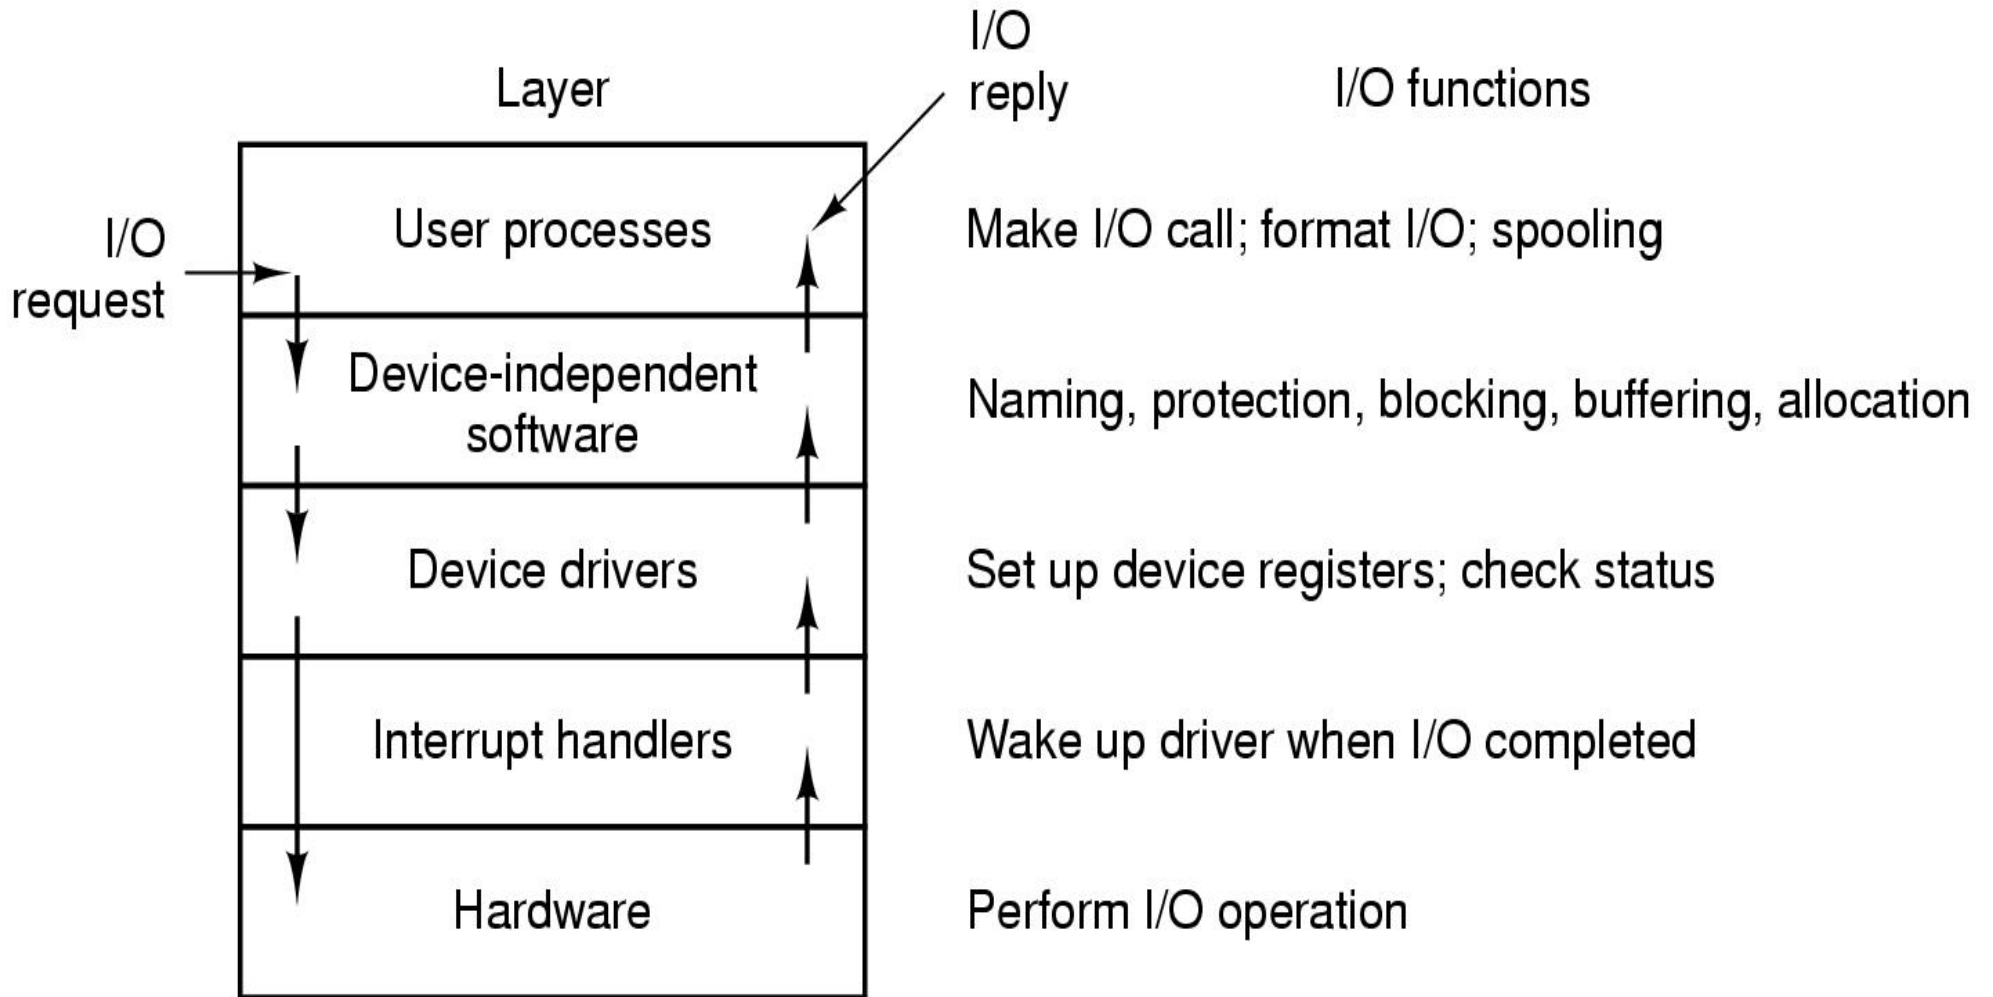 I/O
reply
Layer
I/O functions
I/O
request
User processes
Make I/O call; format I/O; spooling
Device-independent
software
Naming, protection, blocking, buffering, allocation
Device drivers
Set up device registers; check status
Interrupt handlers
Wake up driver when I/O completed
Hardware
Perform I/O operation